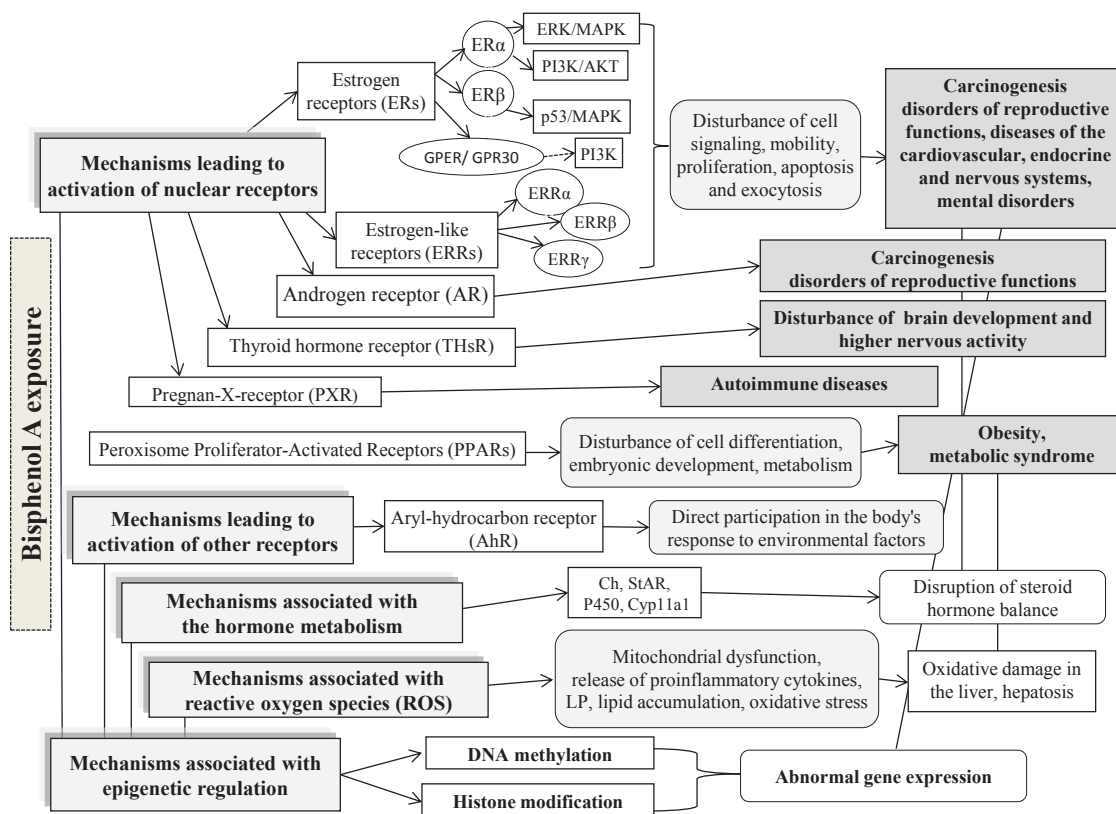 Bisphenol A exposure
Mechanisms leading to
activation of nuclear receptors
Estrogen
receptors (ERs)
ERα
ERβ
GPER/ GPR30
ERK/MAPK
PI3K/AKT
p53/MAPK
PI3K
Estrogen-like
receptors (ERRs)
ERRα
ERRβ
ERRγ
Disturbance of cell
signaling, mobility,
proliferation, apoptosis
and exocytosis
Carcinogenesis
disorders of reproductive
functions, diseases of the
cardiovascular, endocrine
and nervous systems,
mental disorders
Androgen receptor (AR)
Carcinogenesis
disorders of reproductive functions
Thyroid hormone receptor (THsR)
Disturbance of brain development and
higher nervous activity
Pregnan-X-receptor (PXR)
Autoimmune diseases
Peroxisome Proliferator-Activated Receptors (PPARs)
Disturbance of cell differentiation,
embryonic development, metabolism
Obesity,
metabolic syndrome
Mechanisms leading to
activation of other receptors
Aryl-hydrocarbon receptor
(AhR)
Direct participation in the body's
response to environmental factors
Mechanisms associated with
the hormone metabolism
Ch, StAR,
P450, Cyp11a1
Disruption of steroid
hormone balance
Mechanisms associated with
reactive oxygen species (ROS)
Mitochondrial dysfunction,
release of proinflammatory cytokines,
LP, lipid accumulation, oxidative stress
Oxidative damage in
the liver, hepatosis
Mechanisms associated with
epigenetic regulation
DNA methylation
Histone modification
Abnormal gene expression